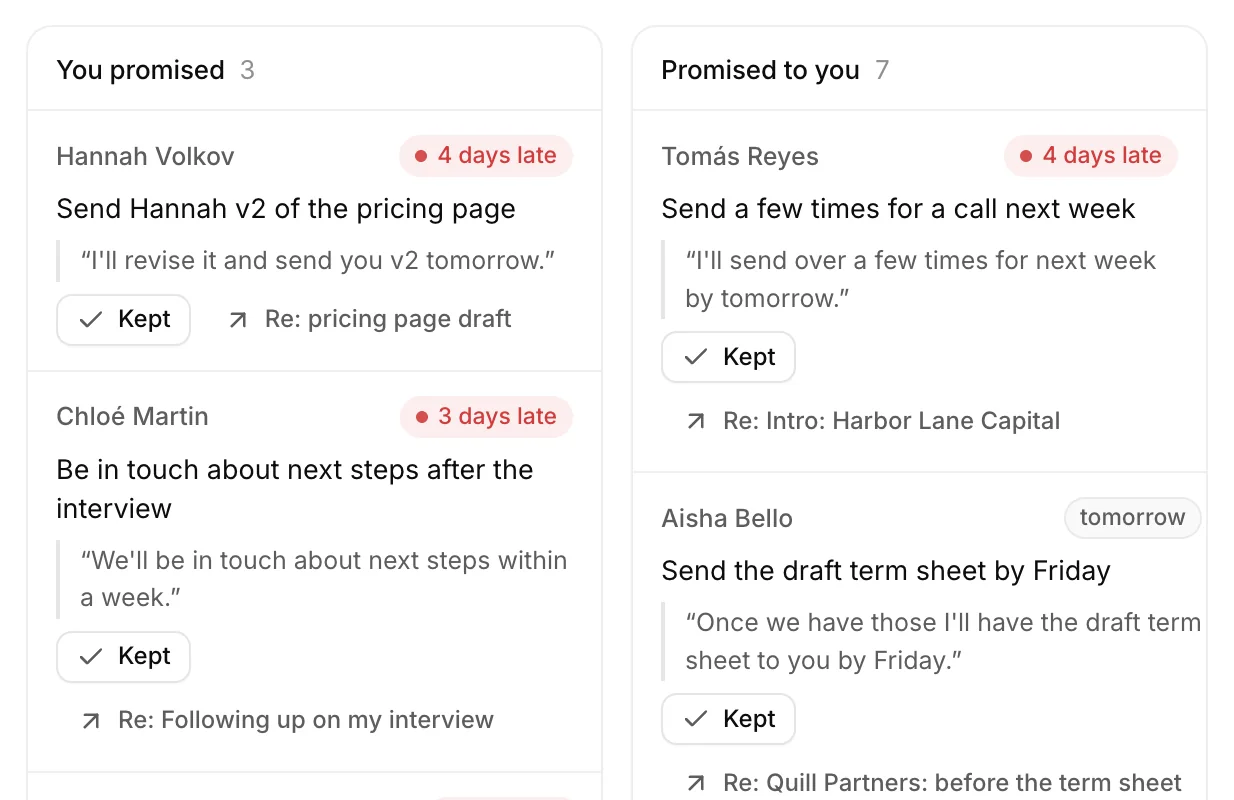 You promised 3
Hannah Volkov
4 days late
Send Hannah v2 of the pricing page
“I'll revise it and send you v2 tomorrow.”
Kept
Re: pricing page draft
Chloé Martin
3 days late
Be in touch about next steps after the
interview
“We'll be in touch about next steps within
a week.”
Kept
Re: Following up on my interview
Promised to you 7
Tomás Reyes
4 days late
Send a few times for a call next week
“I'll send over a few times for next week
by tomorrow.”
Kept
Re: Intro: Harbor Lane Capital
Aisha Bello
tomorrow
Send the draft term sheet by Friday
“Once we have those I'll have the draft term
sheet to you by Friday.”
Kept
Re: Quill Partners: before the term sheet